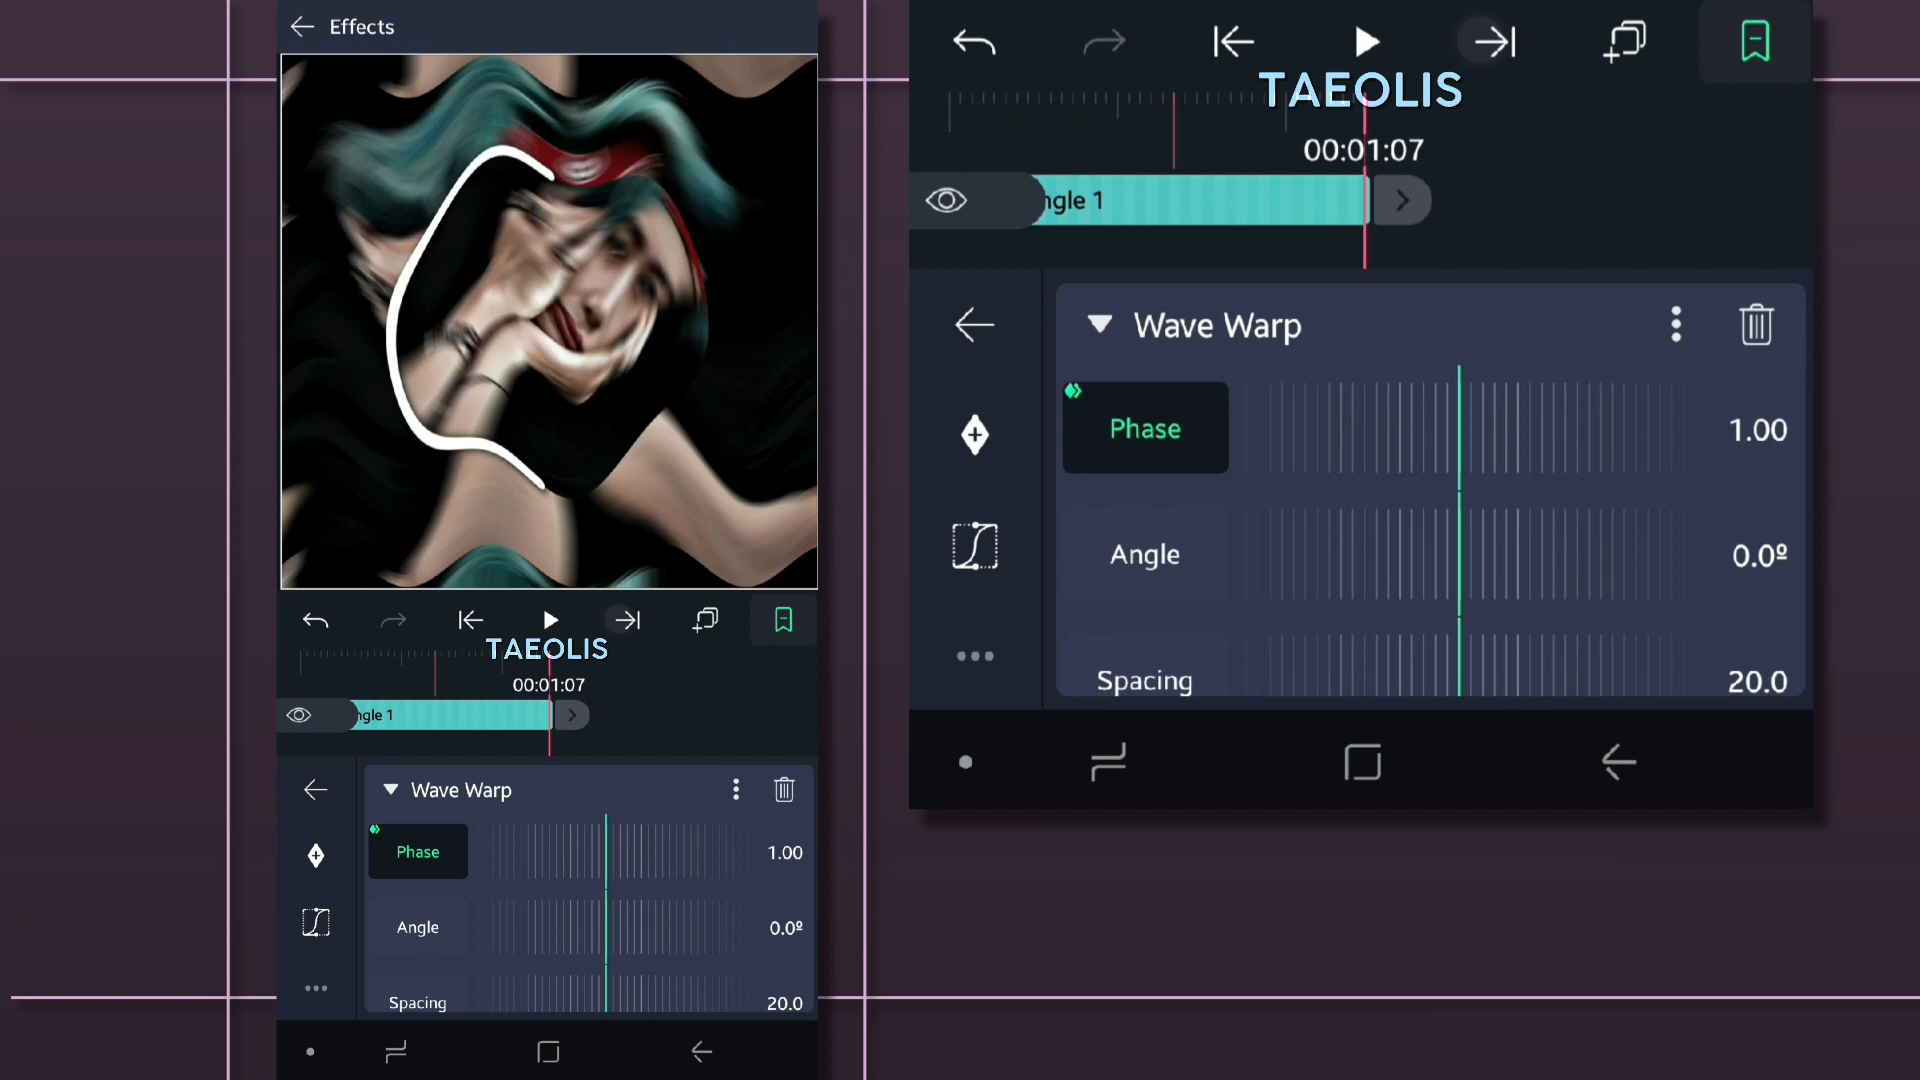 Effects
TAEOLIS
00:01:07
ngle 1
Wave Warp
Phase
1.00
Angle
0.0º
Spacing
20.0
TAEOLIS
00:01:07
ngle 1
Wave Warp
Phase
1.00
Angle
0.0º
Spacing
20.0